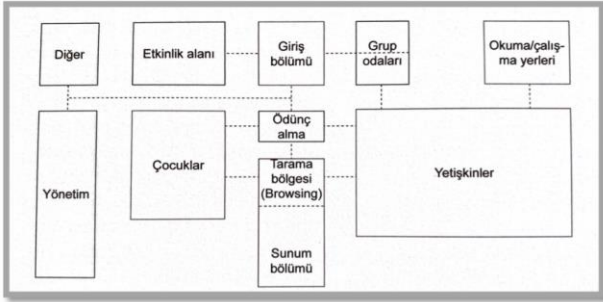 Diğer
Etkinlik alanı
Giriş
bölümü
Grup
odaları
Okuma/çalış-
ma yerleri
Ödünç
alma
Çocuklar
Tarama
bölgesi
(Browsing)
Yetişkinler
Yönetim
Sunum
bölümü